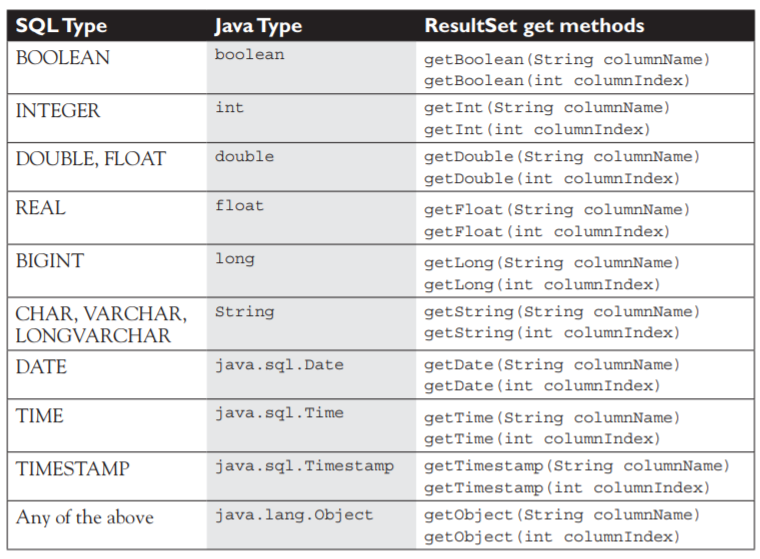 SQL Type Java Type ResultSet get methods
BOOLEAN boolean getBoolean(String columnName)
getBoolean(int columnIndex)
INTEGER int getInt(String columnName)
getInt(int columnIndex)
DOUBLE, FLOAT double getDouble(String columnName)
getDouble(int columnIndex)
REAL float getFloat(String columnName)
getFloat(int columnIndex)
BIGINT long getLong(String columnName)
getLong(int columnIndex)
CHAR, VARCHAR, String getString(String columnName)
LONGVARCHAR getString(int columnIndex)
DATE java.sql.Date getDate(String columnName)
getDate(int columnIndex)
TIME java.sql.Time getTime(String columnName)
getTime(int columnIndex)
TIMESTAMP java.sql.Timestamp getTimestamp(String columnName)
getTimestamp(int columnIndex)
Any of the above java.lang.Object getObject(String columnName)
getObject(int columnIndex)